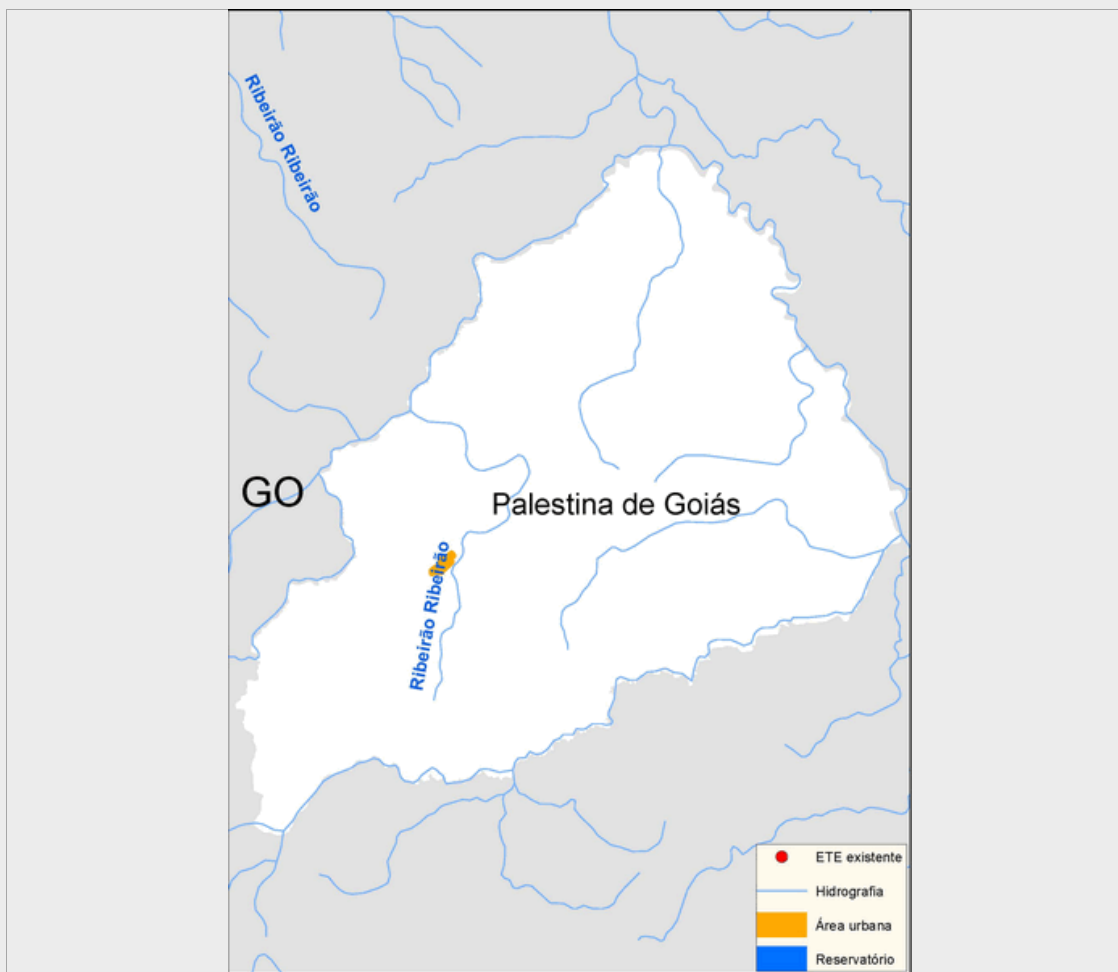 Ribeirão Ribeirão
GO
Palestina de Goiás
Ribeirão Ribeirão
ETE existente
Hidrografia
Área urbana
Reservatório